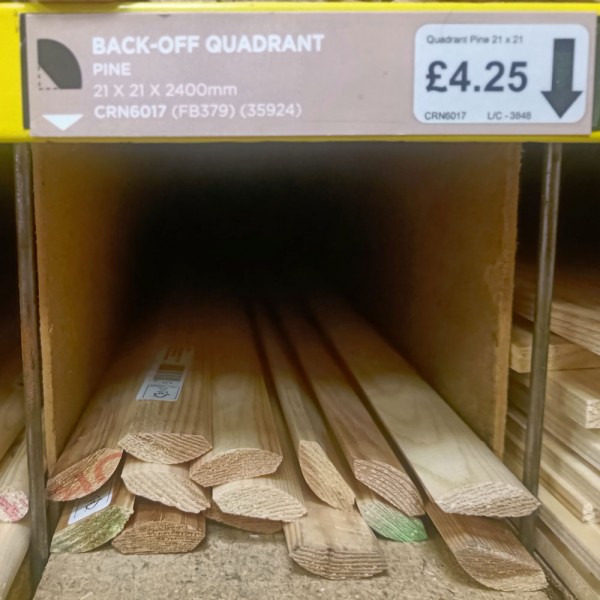 BACK-OFF QUADRANT
PINE
21 X 21 X 2400mm
CRN6017 (FB379) (35924)
Quadrant Pine 21 x 21
£4.25
CRN6017 L/C - 3848